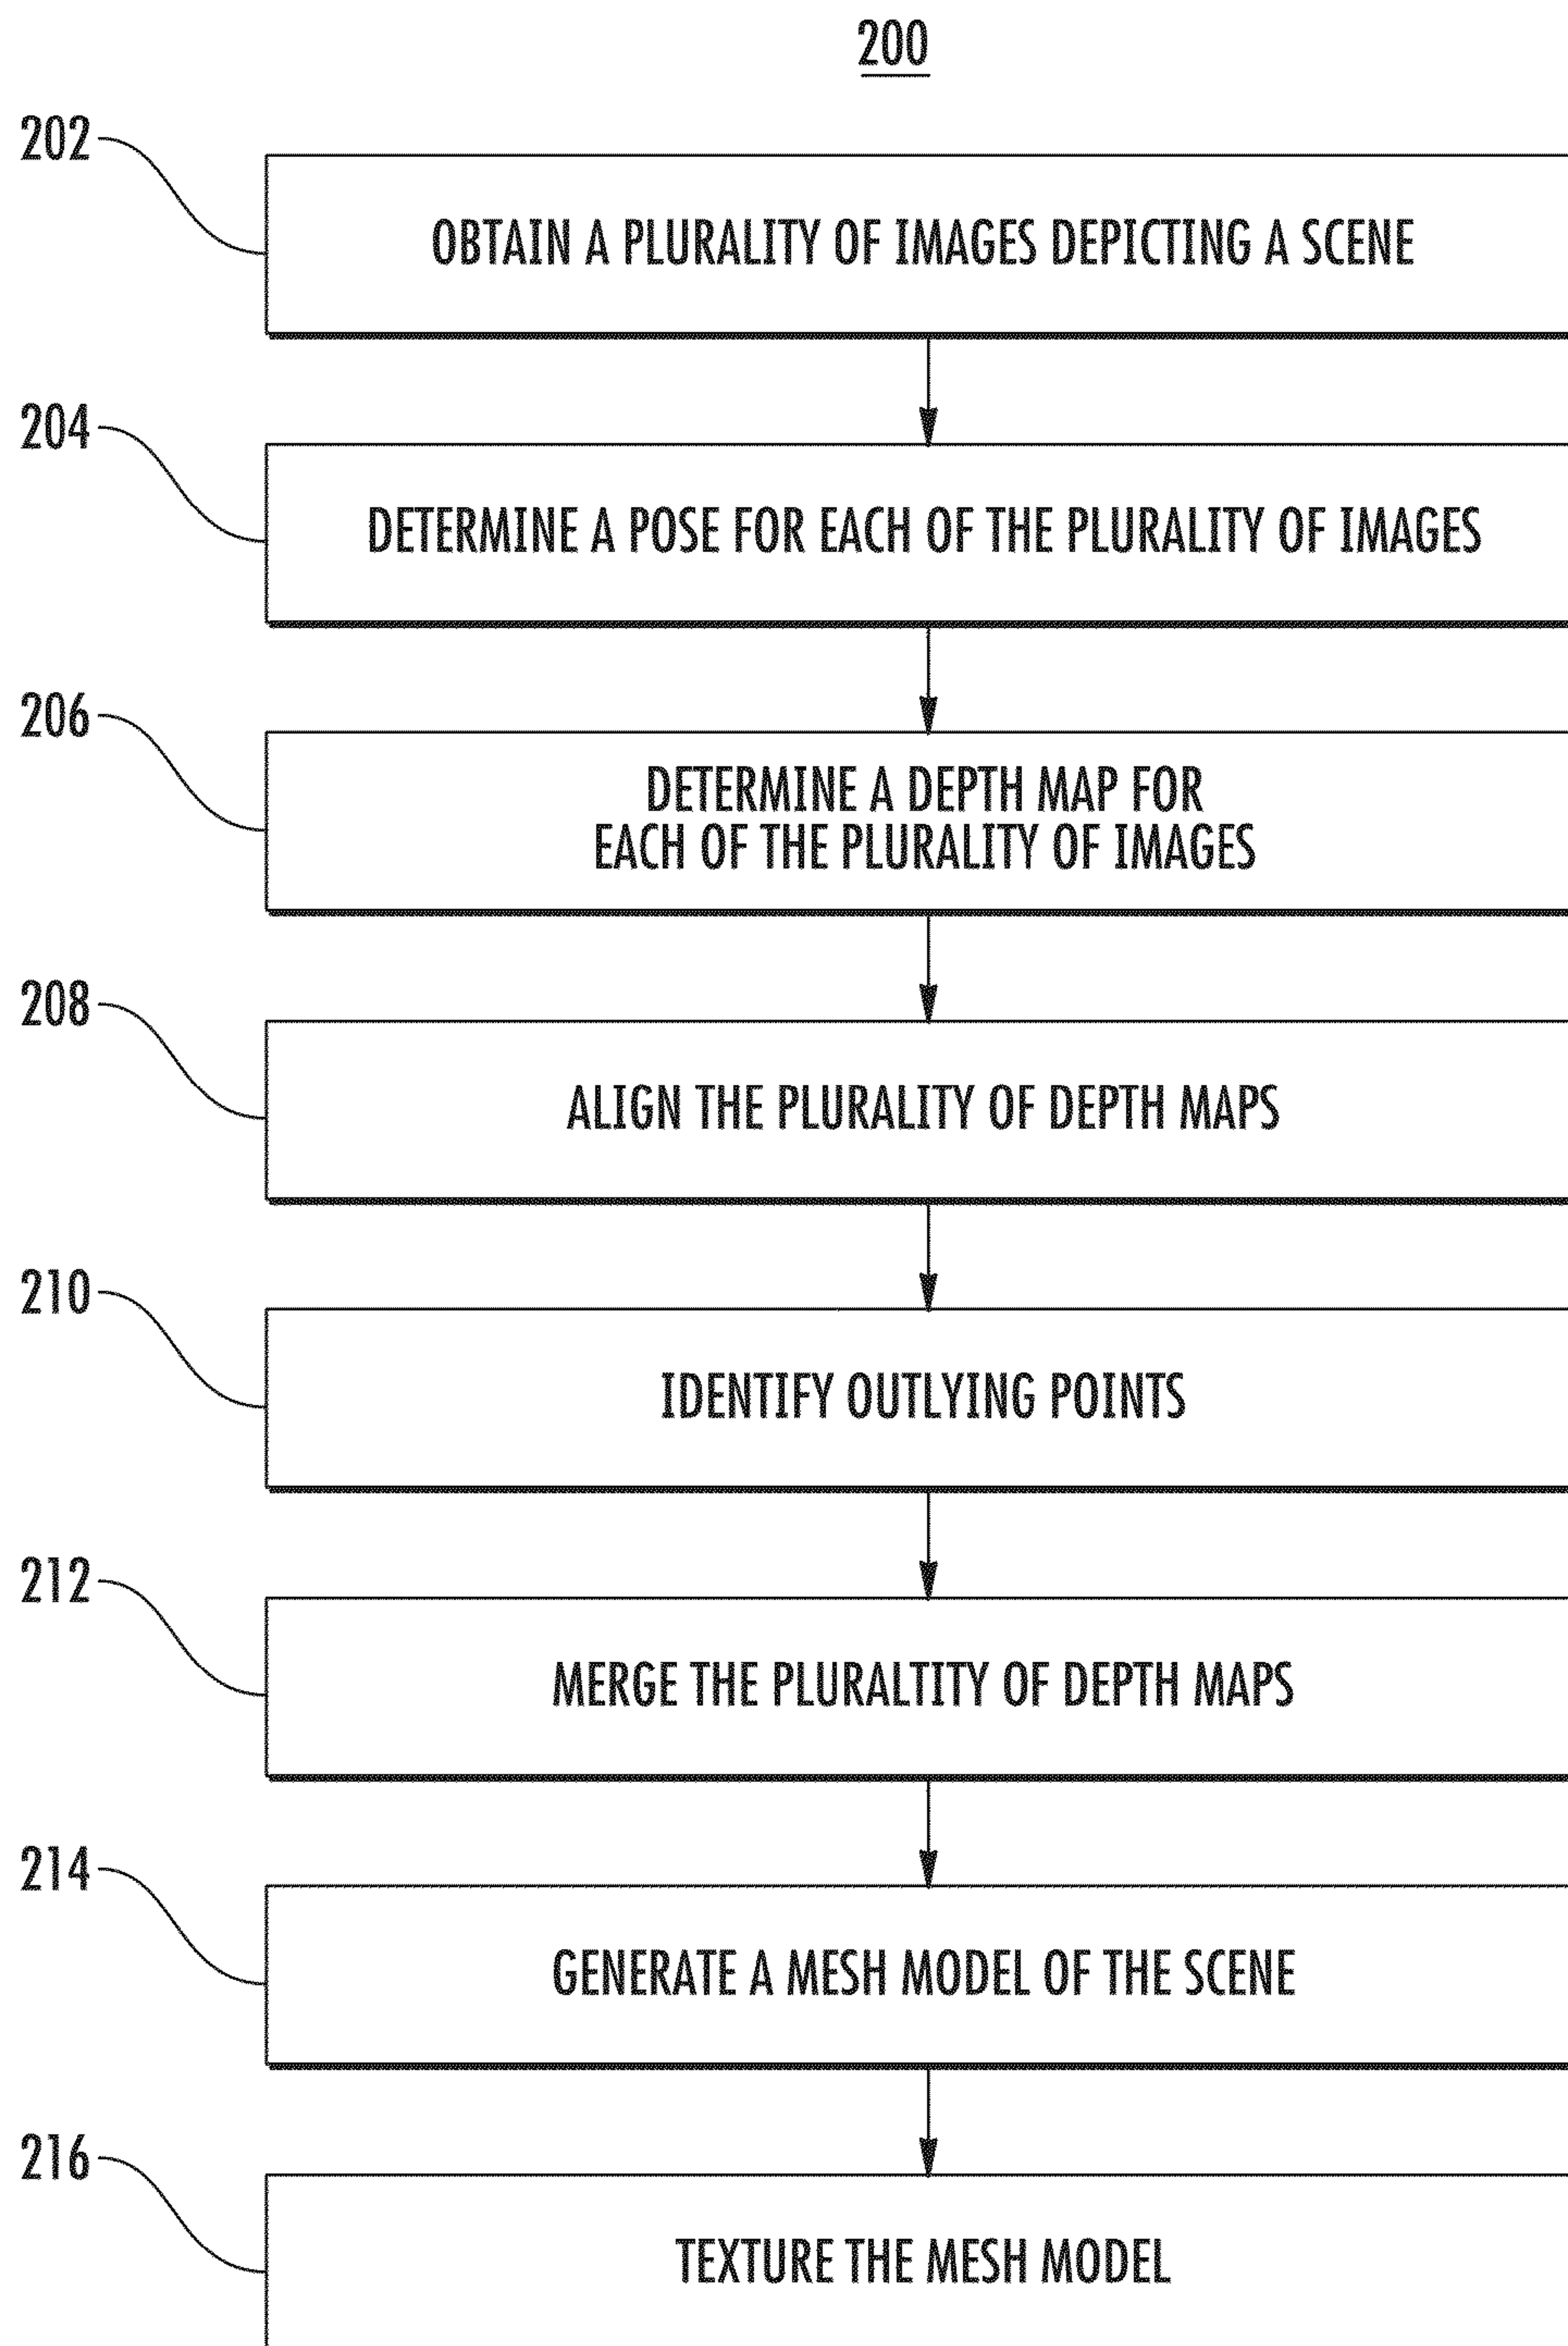 200
202
OBTAIN A PLURALITY OF IMAGES DEPICTING A SCENE
204
DETERMINE A POSE FOR EACH OF THE PLURALITY OF IMAGES
206
DETERMINE A DEPTH MAP FOR
EACH OF THE PLURALITY OF IMAGES
208
ALIGN THE PLURALITY OF DEPTH MAPS
210
IDENTIFY OUTLYING POINTS
212
MERGE THE PLURALTITY OF DEPTH MAPS
214
GENERATE A MESH MODEL OF THE SCENE
216
TEXTURE THE MESH MODEL